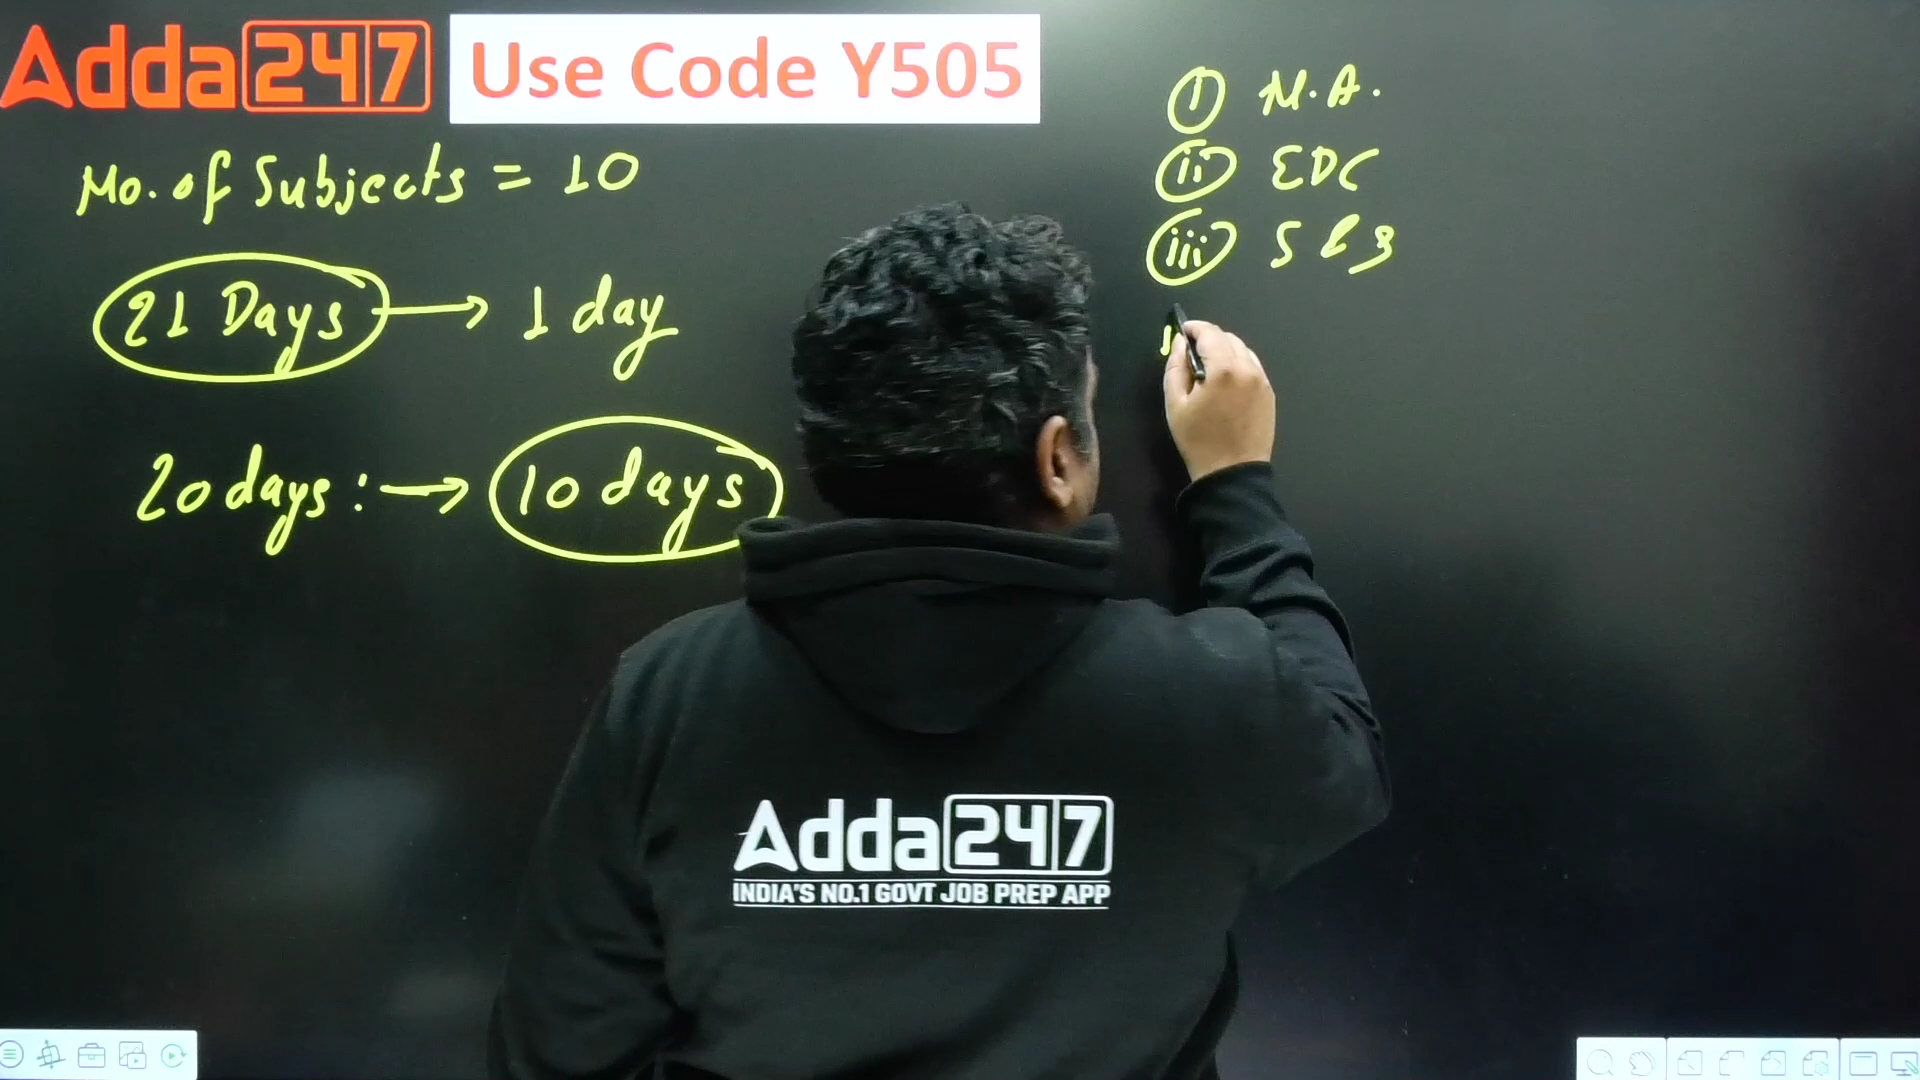 Adda247 Use Code Y505
No. of Subjects = 10
21 Days → 1 day
20 days : → 10 days
i M.A.
ii EDC
iii S & S
Adda247
INDIA'S NO.1 GOVT JOB PREP APP